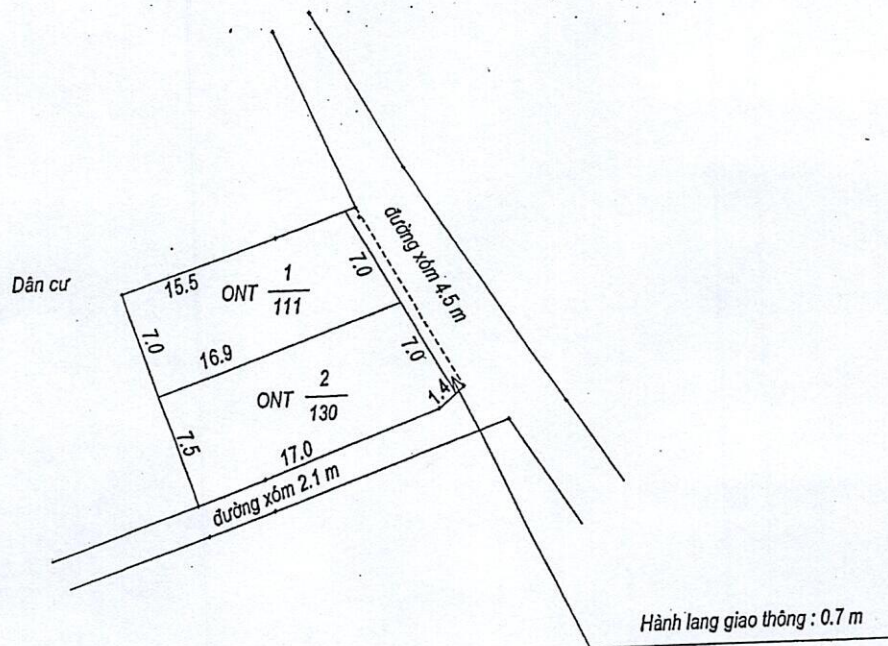 đường xóm 4.5 m
Dân cư
15.5
ONT 1/111
7.0
7.0
16.9
7.0
ONT 2/130
1.4
7.5
17.0
đường xóm 2.1 m
Hành lang giao thông : 0.7 m